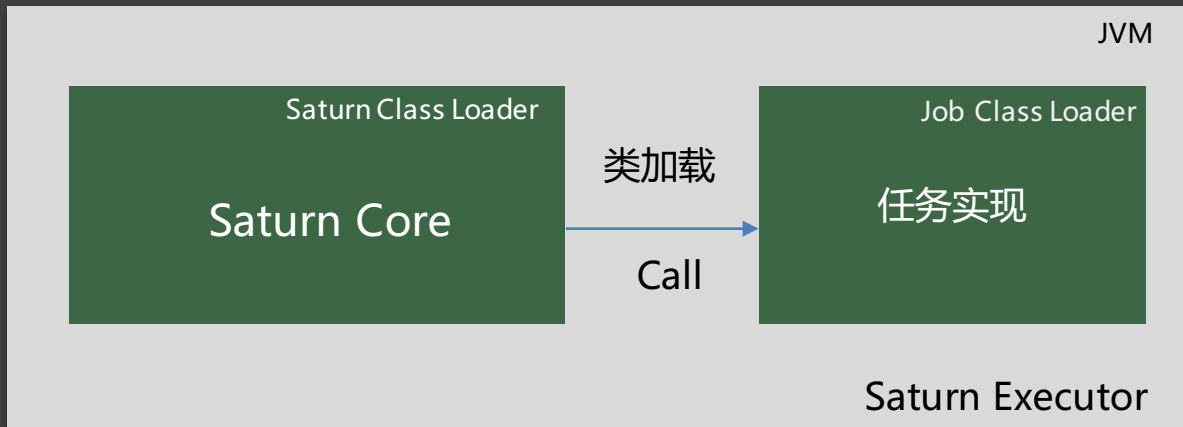 JVM
Saturn Class Loader
Saturn Core
类加载
Call
Job Class Loader
任务实现
Saturn Executor